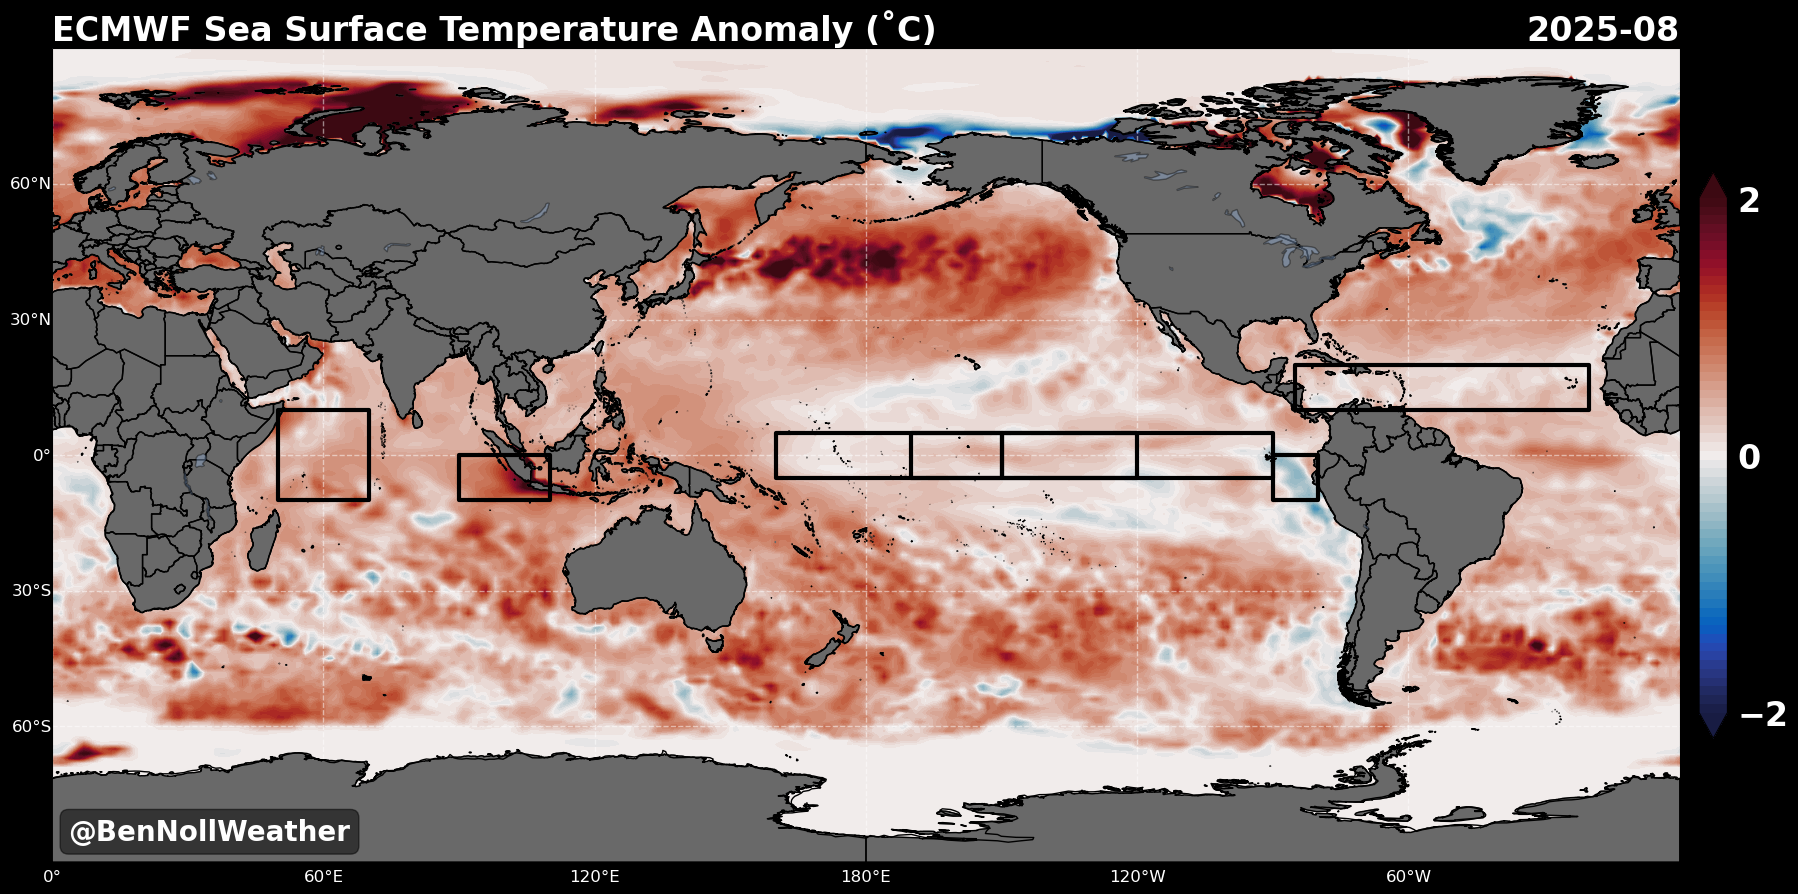 ECMWF Sea Surface Temperature Anomaly (˚C)
2025-08
60°N
30°N
0°
30°S
60°S
0°
60°E
120°E
180°E
120°W
60°W
2
0
−2
@BenNollWeather